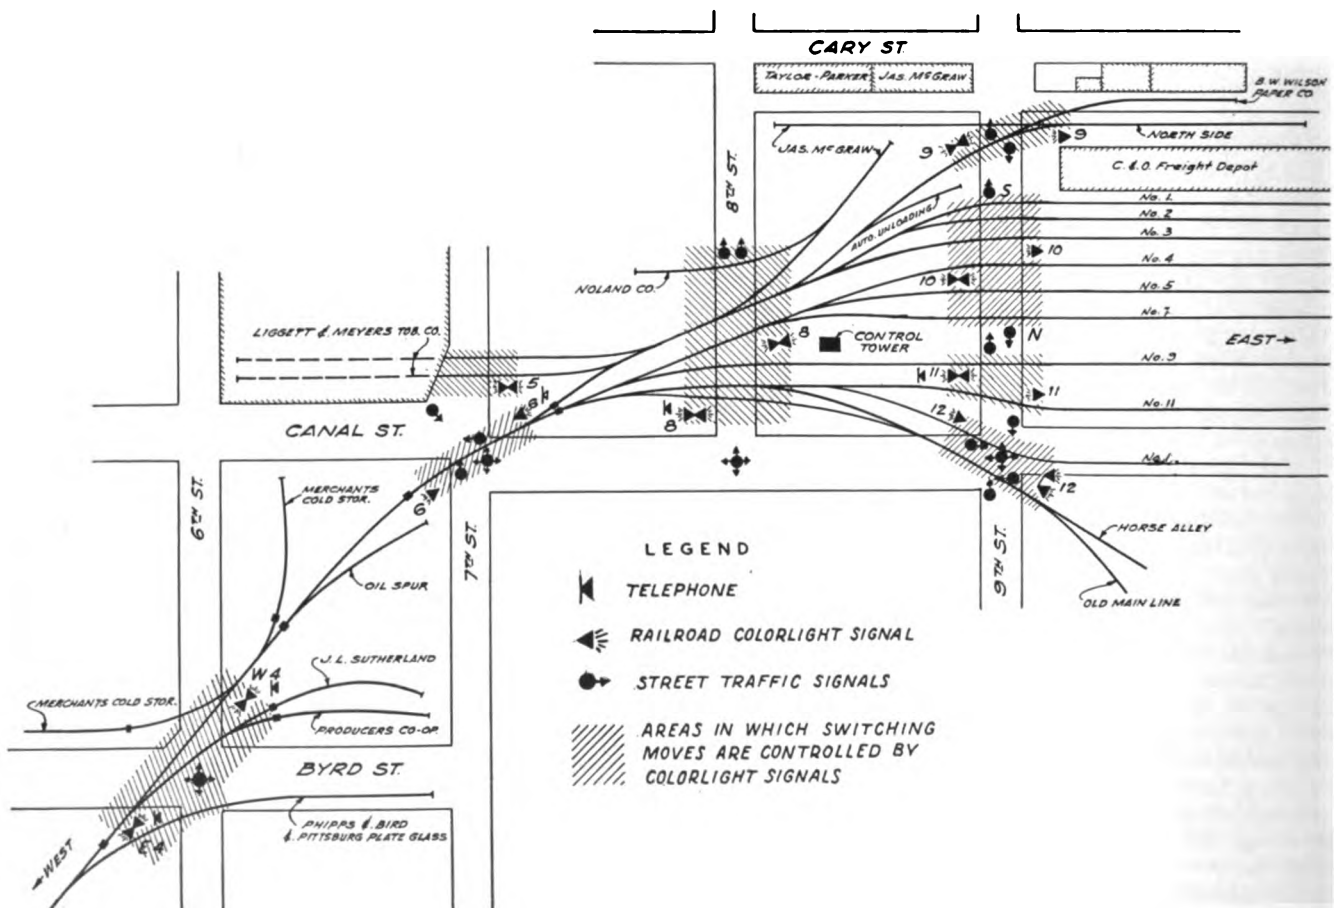 CARY ST.
TAYLOR-PARKER
JAS. McGRAW
B.W. WILSON
PAPER CO.
JAS. McGRAW
9
9
NORTH SIDE
8TH ST.
C. & O. Freight Depot
S
No. 1
No. 2
AUTO. UNLOADING
No. 3
10
No. 4
NOLAND CO.
10
No. 5
No. 7
LIGGETT & MEYERS TOB. CO.
8
CONTROL
TOWER
N
EAST
No. 9
5
11
11
No. 11
6
8
12
CANAL ST.
No. 1.
6
12
MERCHANTS
COLD STOR.
6TH ST.
7TH ST.
9TH ST.
HORSE ALLEY
OIL SPUR
OLD MAIN LINE
LEGEND
TELEPHONE
RAILROAD COLORLIGHT SIGNAL
STREET TRAFFIC SIGNALS
AREAS IN WHICH SWITCHING
MOVES ARE CONTROLLED BY
COLORLIGHT SIGNALS
J.L. SUTHERLAND
W4
MERCHANTS COLD STOR.
PRODUCERS CO-OP.
BYRD ST.
PHIPPS & BIRD
& PITTSBURG PLATE GLASS
WEST